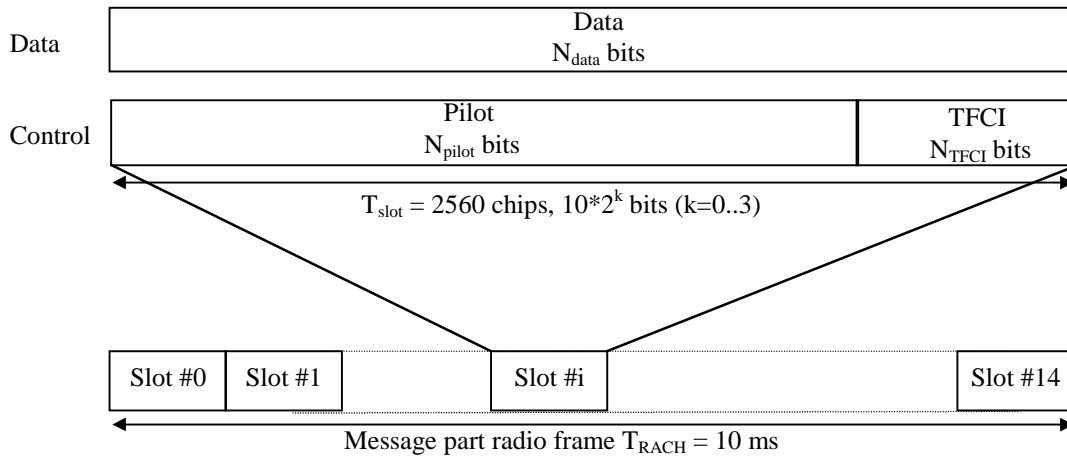 Data
Data
N_data bits
Control
Pilot
N_pilot bits
TFCI
N_TFCI bits
T_slot = 2560 chips, 10*2^k bits (k=0..3)
Slot #0 Slot #1 Slot #i Slot #14
Message part radio frame T_RACH = 10 ms